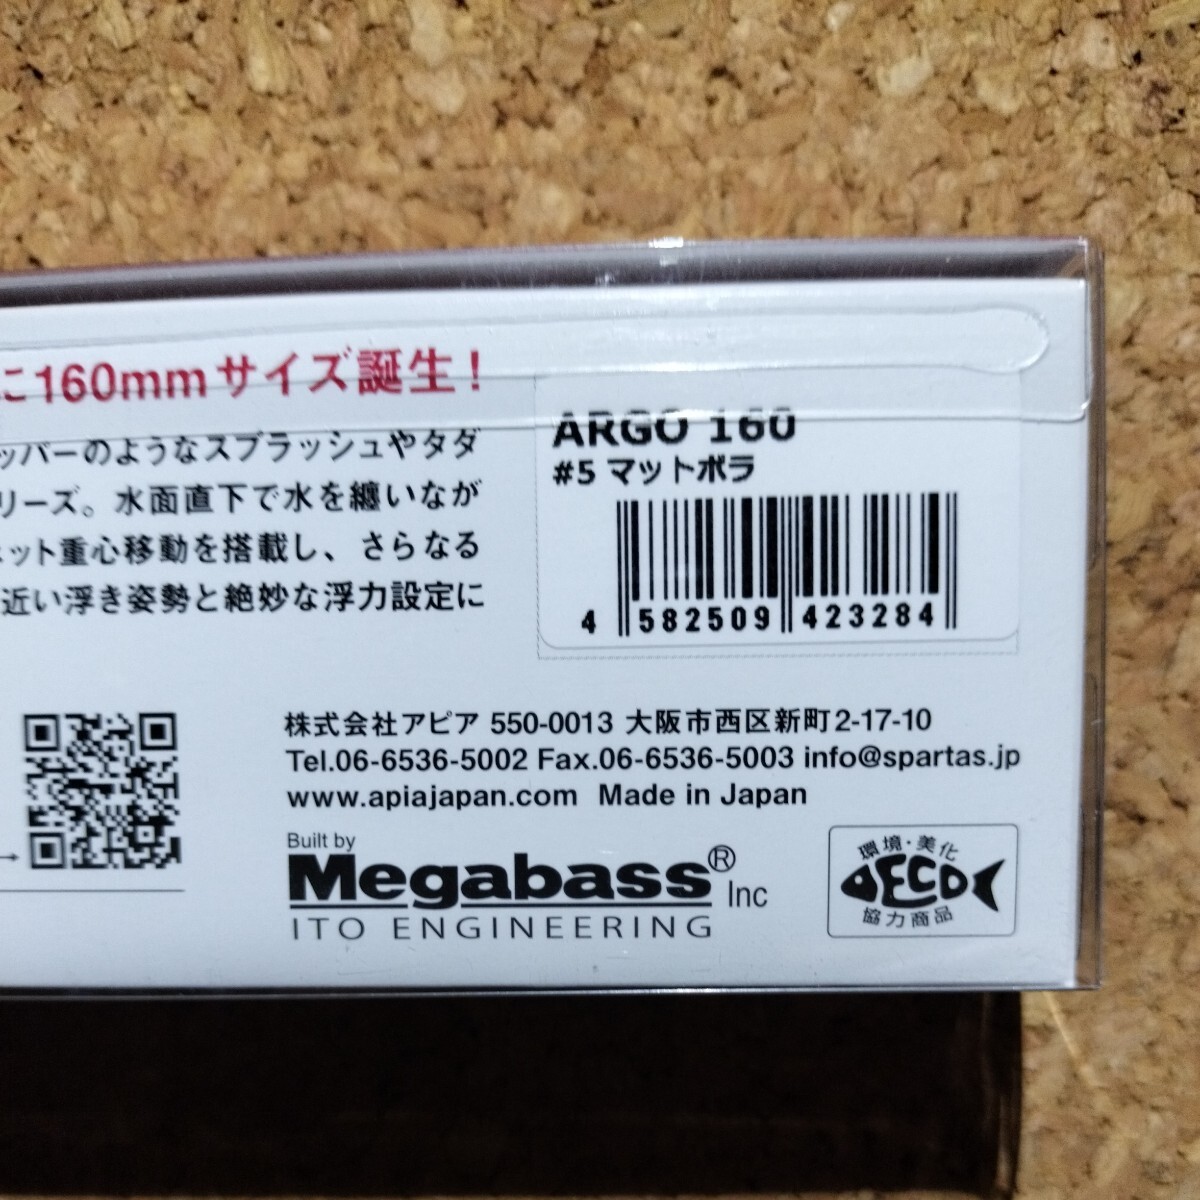 に160mmサイズ誕生！
ッパーのようなスプラッシュやタダ
リーズ。水面直下で水を纏いなが
ェット重心移動を搭載し、さらなる
近い浮き姿勢と絶妙な浮力設定に
ARGO 160
#5 マットボラ
4 582509 423284
株式会社アピア 550-0013 大阪市西区新町2-17-10
Tel.06-6536-5002 Fax.06-6536-5003 info@spartas.jp
www.apiajapan.com Made in Japan
Built by
Megabass® Inc
ITO ENGINEERING
環境・美化
ECO
協力商品